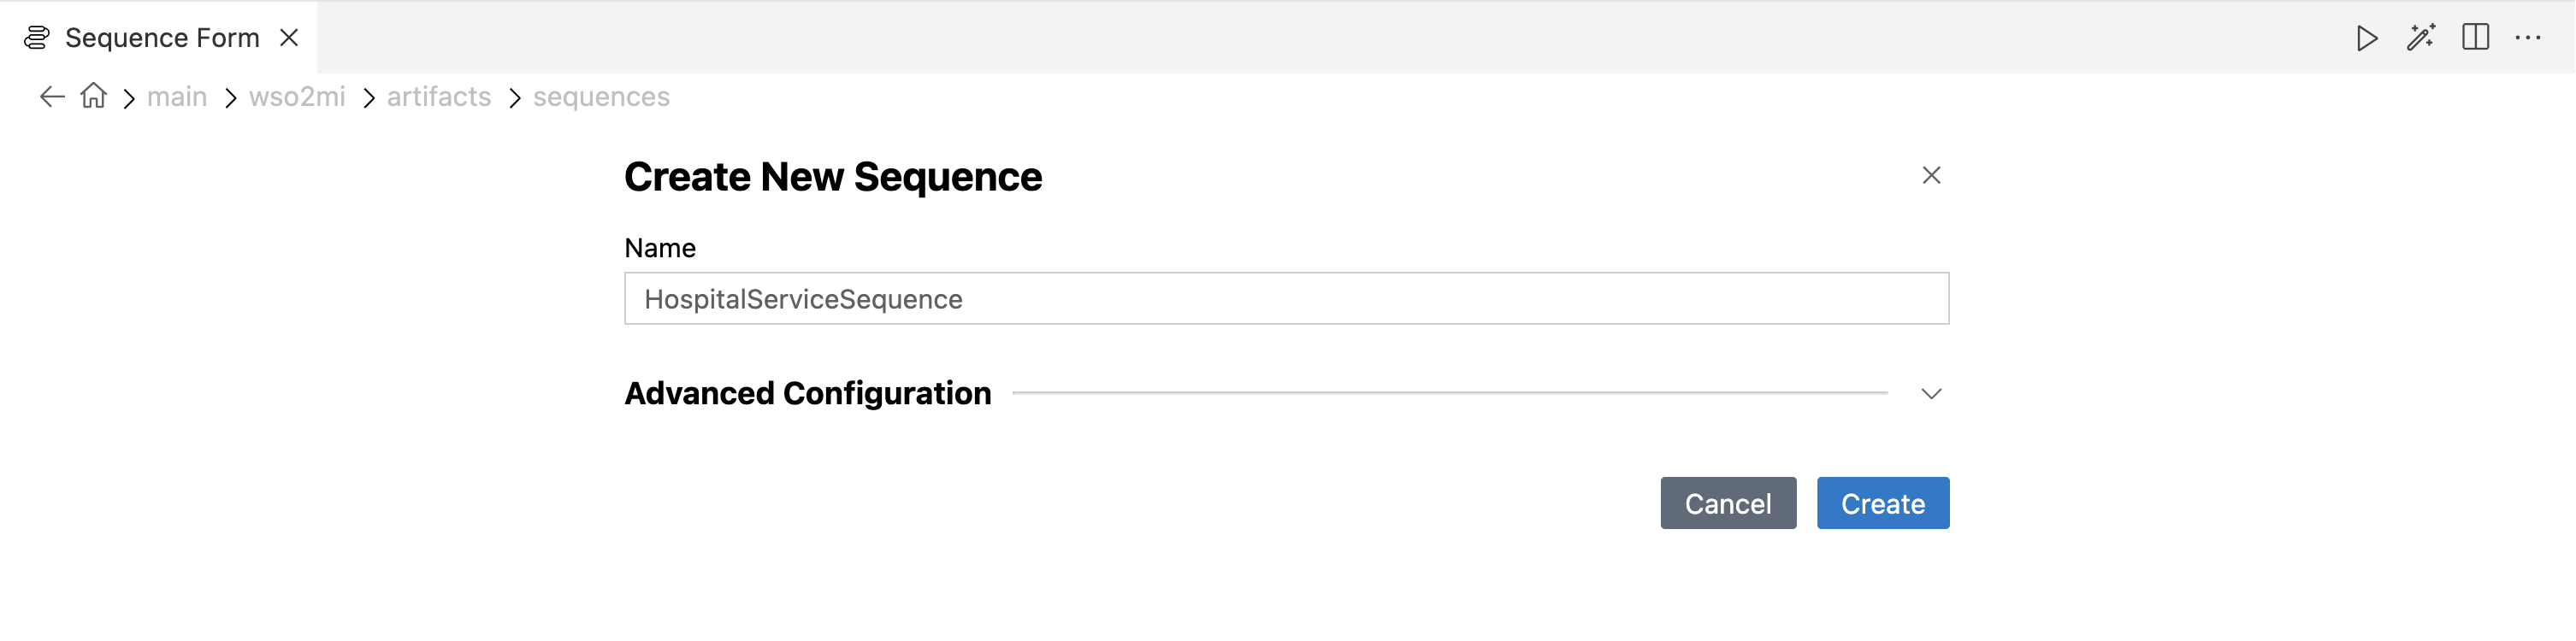 Sequence Form
main wso2mi artifacts sequences
Create New Sequence
Name
HospitalServiceSequence
Advanced Configuration
Cancel Create